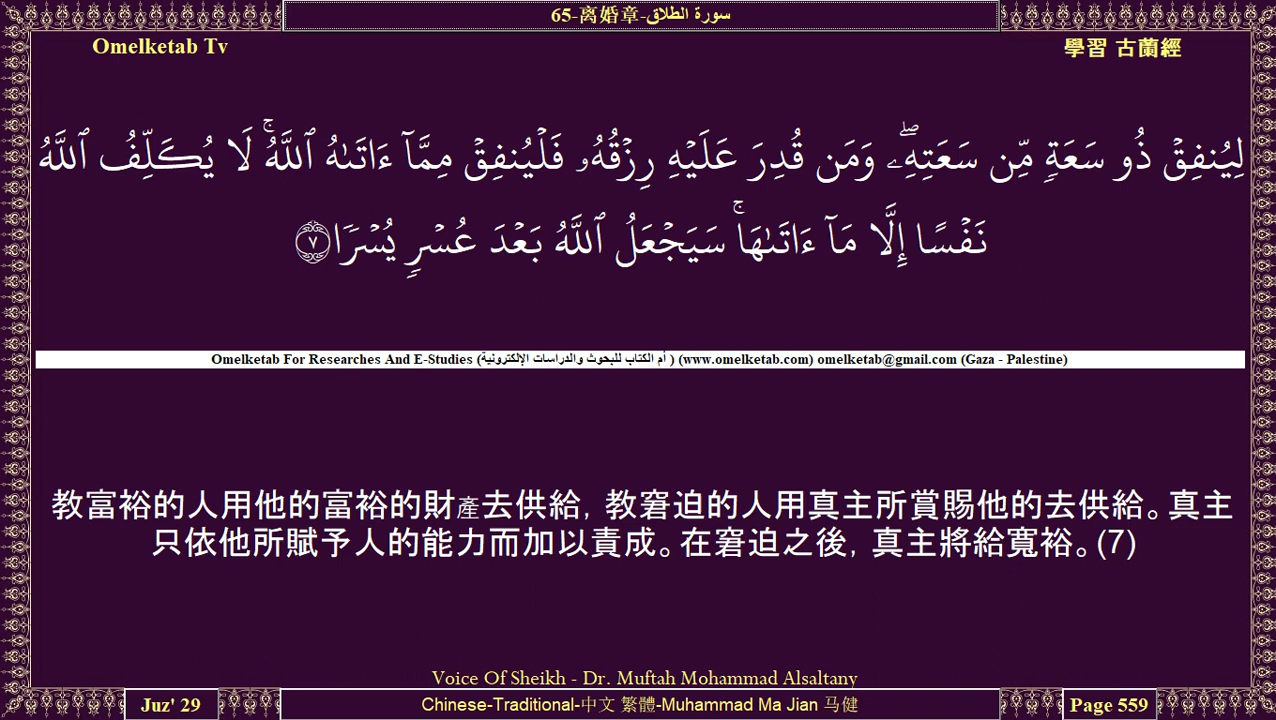 65-离婚章-سورة الطلاق
Omelketab Tv
學習 古蘭經
لِيُنفِقۡ ذُو سَعَةٖ مِّن سَعَتِهِۦۖ وَمَن قُدِرَ عَلَيۡهِ رِزۡقُهُۥ فَلۡيُنفِقۡ مِمَّآ ءَاتَىٰهُ ٱللَّهُۚ لَا يُكَلِّفُ ٱللَّهُ
نَفۡسًا إِلَّا مَآ ءَاتَىٰهَاۚ سَيَجۡعَلُ ٱللَّهُ بَعۡدَ عُسۡرٖ يُسۡرٗا ٧
Omelketab For Researches And E-Studies (أم الكتاب للبحوث والدراسات الإلكترونية ) (www.omelketab.com) omelketab@gmail.com (Gaza - Palestine)
教富裕的人用他的富裕的財產去供給，教窘迫的人用真主所賞賜他的去供給。真主
只依他所賦予人的能力而加以責成。在窘迫之後，真主將給寬裕。(7)
Voice Of Sheikh - Dr. Muftah Mohammad Alsaltany
Juz' 29
Chinese-Traditional-中文 繁體-Muhammad Ma Jian 马健
Page 559